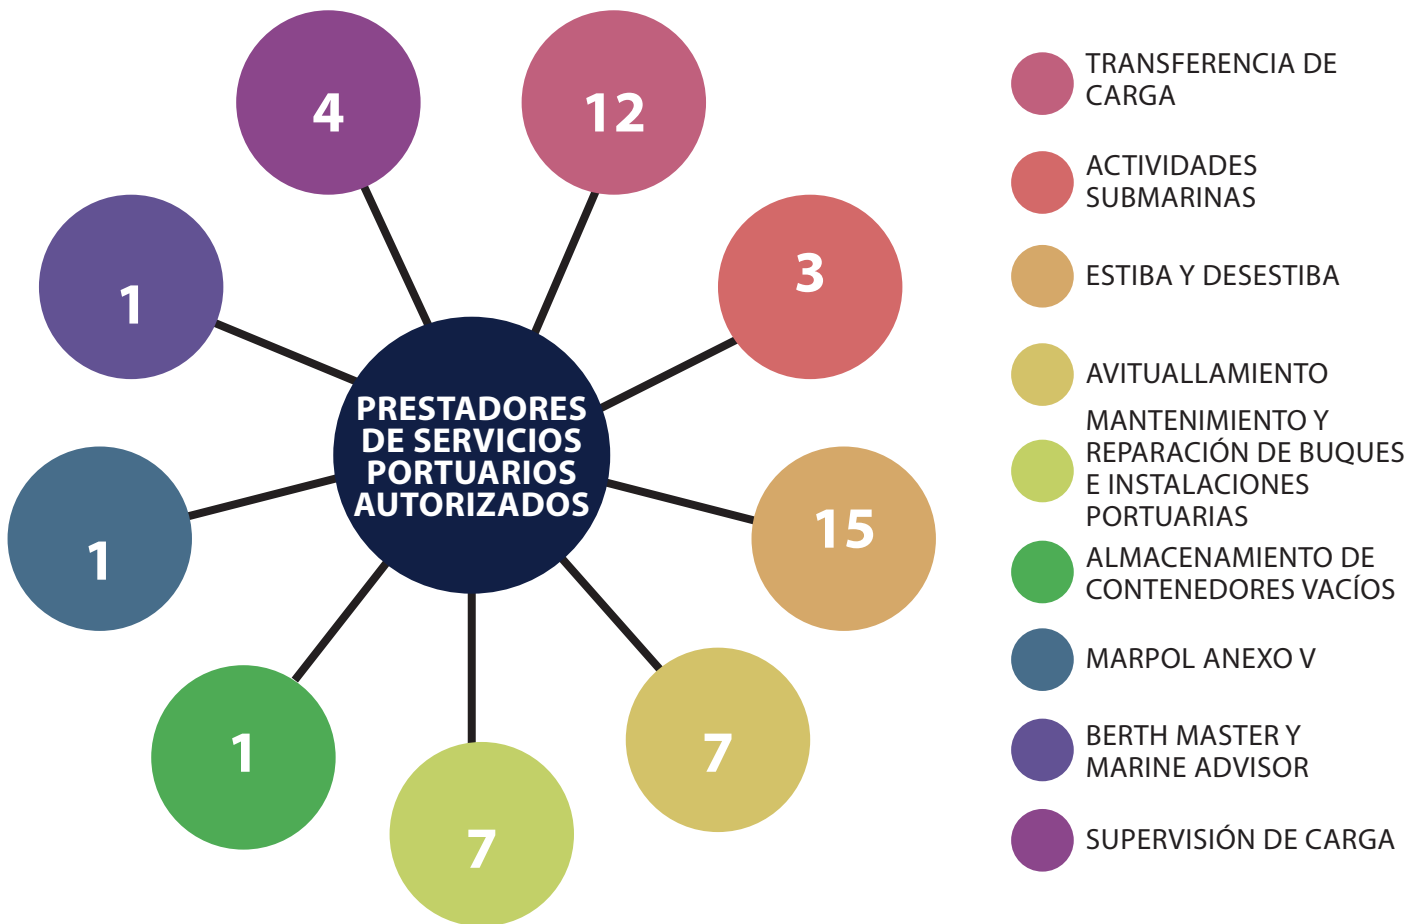 4
12
1
3
PRESTADORES
DE SERVICIOS
PORTUARIOS
AUTORIZADOS
1
15
1
7
7
TRANSFERENCIA DE
CARGA
ACTIVIDADES
SUBMARINAS
ESTIBA Y DESESTIBA
AVITUALLAMIENTO
MANTENIMIENTO Y
REPARACIÓN DE BUQUES
E INSTALACIONES
PORTUARIAS
ALMACENAMIENTO DE
CONTENEDORES VACÍOS
MARPOL ANEXO V
BERTH MASTER Y
MARINE ADVISOR
SUPERVISIÓN DE CARGA